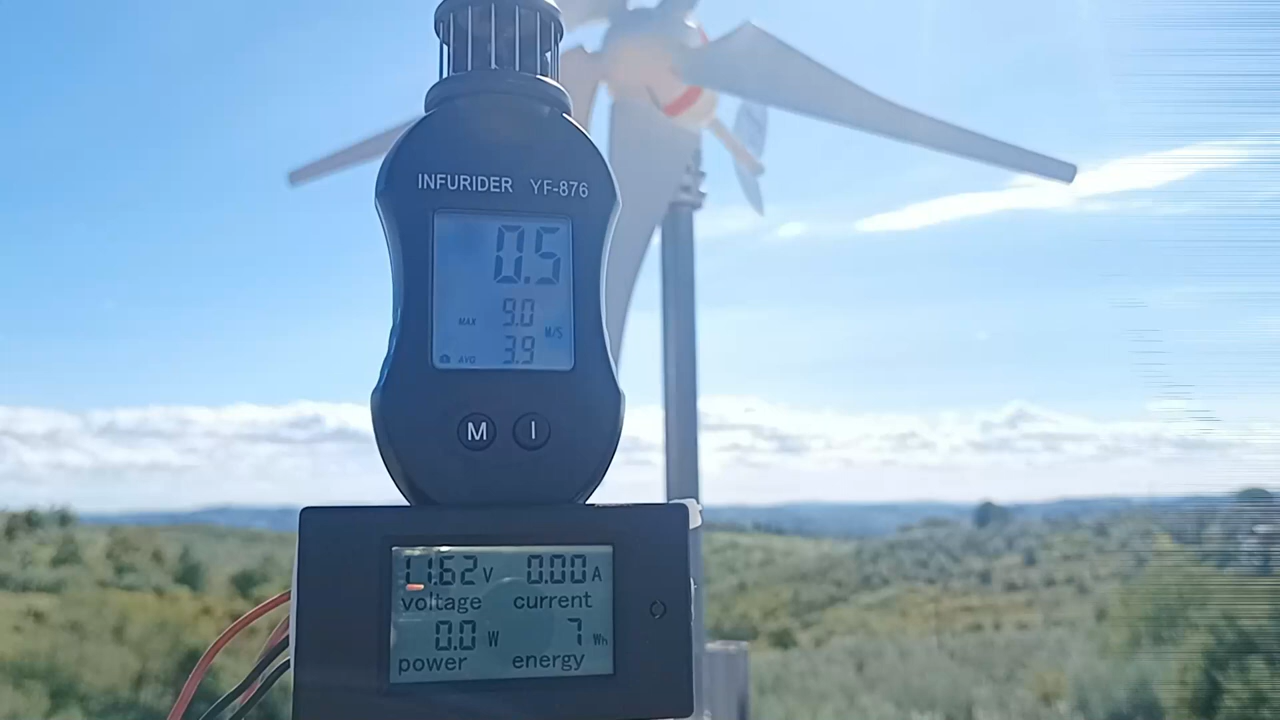 INFURIDER YF-876
0.5
MAX 9.0
M/S
AVG 3.9
M I
11.62 V 0.00 A
voltage current
0.0 W 7 Wh
power energy